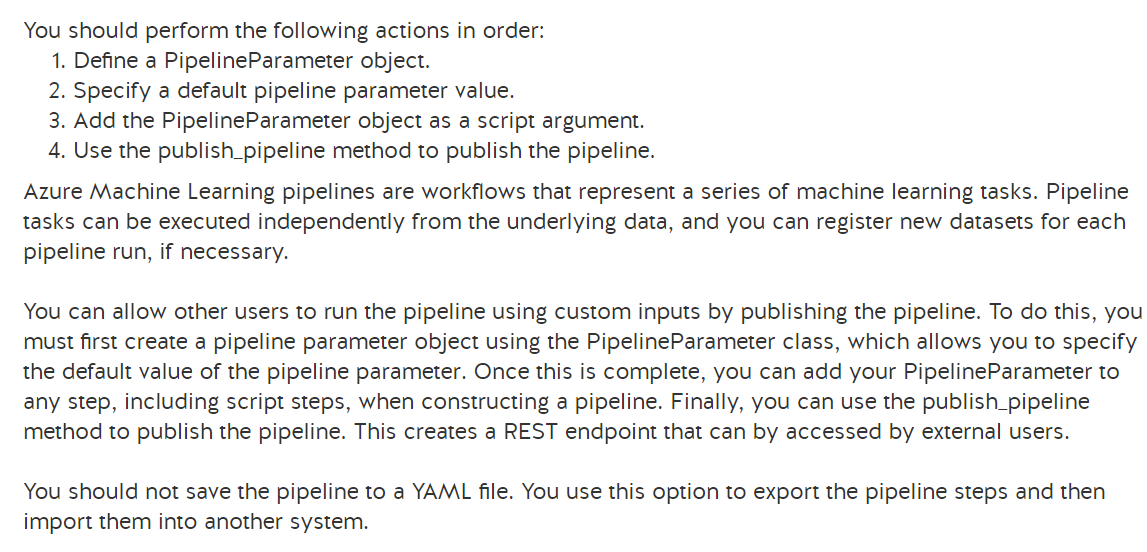 You should perform the following actions in order:
1. Define a PipelineParameter object.
2. Specify a default pipeline parameter value.
3. Add the PipelineParameter object as a script argument.
4. Use the publish_pipeline method to publish the pipeline.
Azure Machine Learning pipelines are workflows that represent a series of machine learning tasks. Pipeline
tasks can be executed independently from the underlying data, and you can register new datasets for each
pipeline run, if necessary.
You can allow other users to run the pipeline using custom inputs by publishing the pipeline. To do this, you
must first create a pipeline parameter object using the PipelineParameter class, which allows you to specify
the default value of the pipeline parameter. Once this is complete, you can add your PipelineParameter to
any step, including script steps, when constructing a pipeline. Finally, you can use the publish_pipeline
method to publish the pipeline. This creates a REST endpoint that can by accessed by external users.
You should not save the pipeline to a YAML file. You use this option to export the pipeline steps and then
import them into another system.